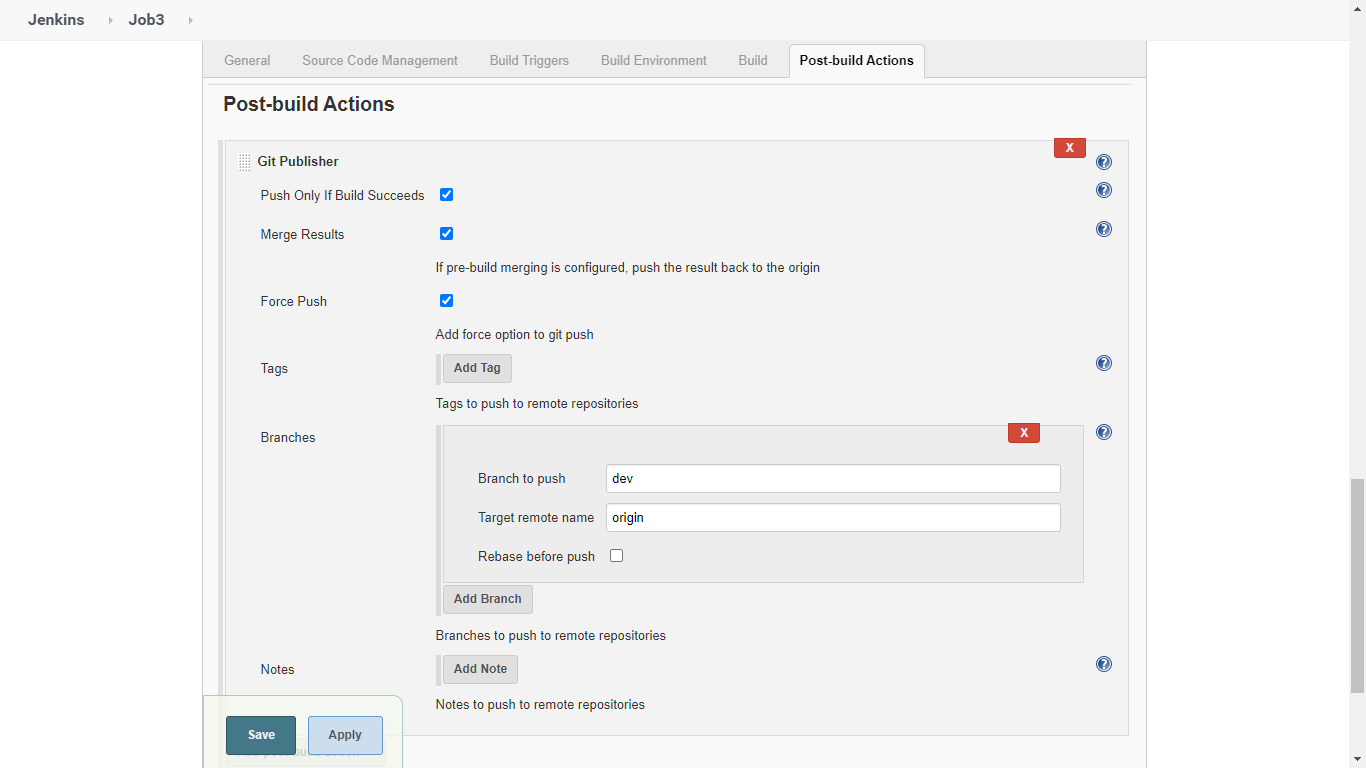 Jenkins Job3
General Source Code Management Build Triggers Build Environment Build Post-build Actions
Post-build Actions
X
Git Publisher ?
Push Only If Build Succeeds ?
Merge Results ?
If pre-build merging is configured, push the result back to the origin
Force Push
Add force option to git push
Tags Add Tag ?
Tags to push to remote repositories
X
Branches ?
Branch to push dev
Target remote name origin
Rebase before push
Add Branch
Branches to push to remote repositories
Notes Add Note ?
Notes to push to remote repositories
Save Apply